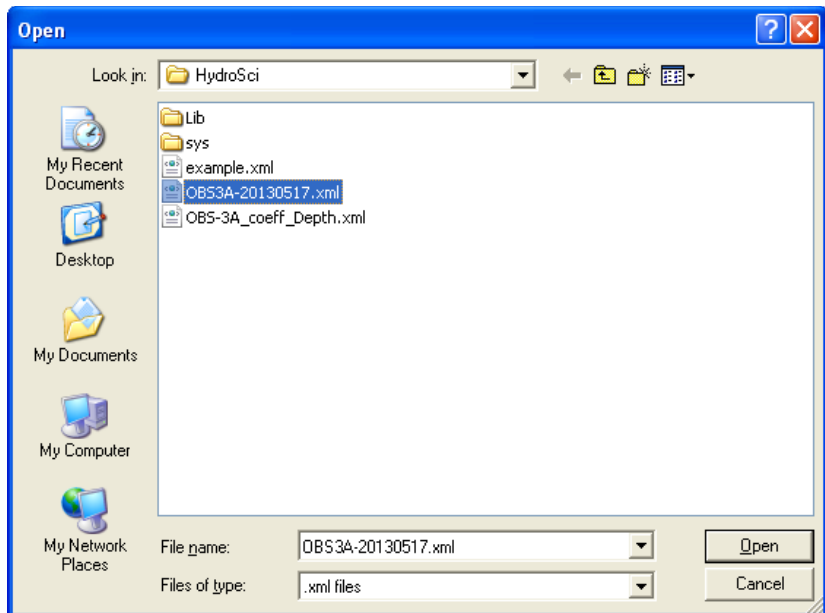 Open
Look in: HydroSci
My Recent
Documents
Desktop
My Documents
My Computer
My Network
Places
Lib
sys
example.xml
OBS3A-20130517.xml
OBS-3A_coeff_Depth.xml
File name: OBS3A-20130517.xml
Open
Files of type: .xml files
Cancel